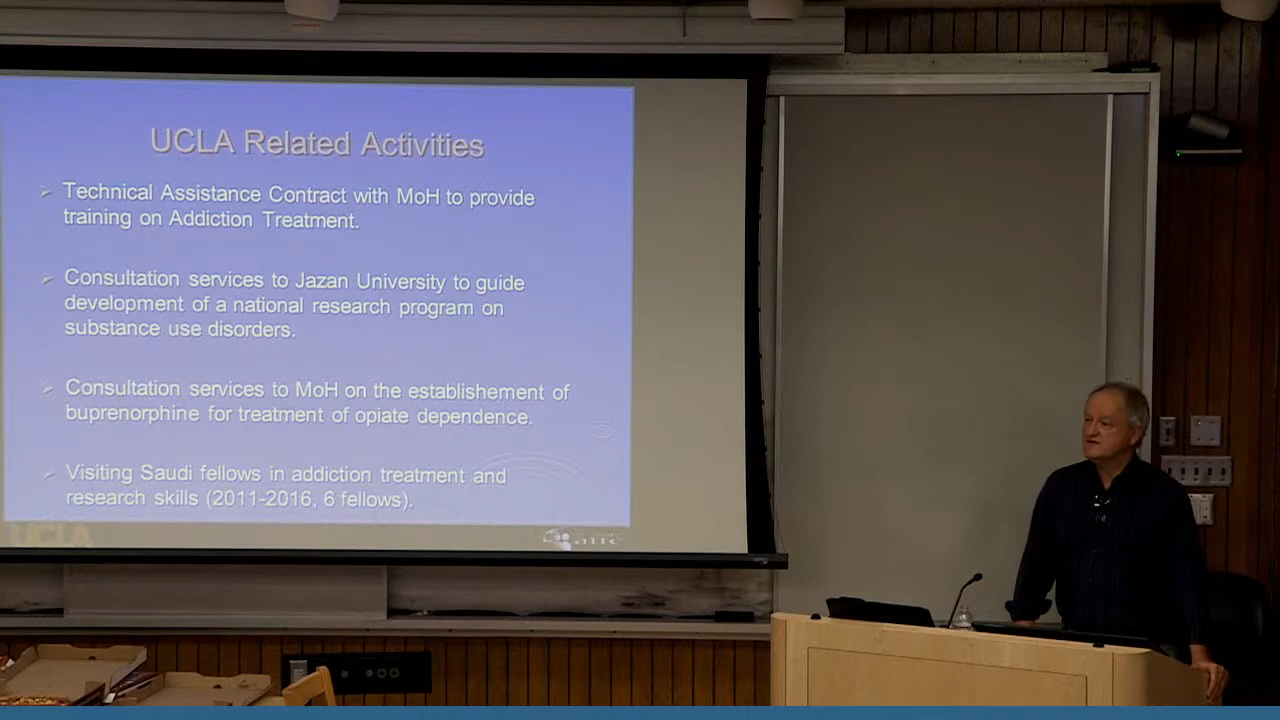 UCLA Related Activities
➢ Technical Assistance Contract with MoH to provide
training on Addiction Treatment.
➢ Consultation services to Jazan University to guide
development of a national research program on
substance use disorders.
➢ Consultation services to MoH on the establishement of
buprenorphine for treatment of opiate dependence.
➢ Visiting Saudi fellows in addiction treatment and
research skills (2011-2016, 6 fellows).
UCLA